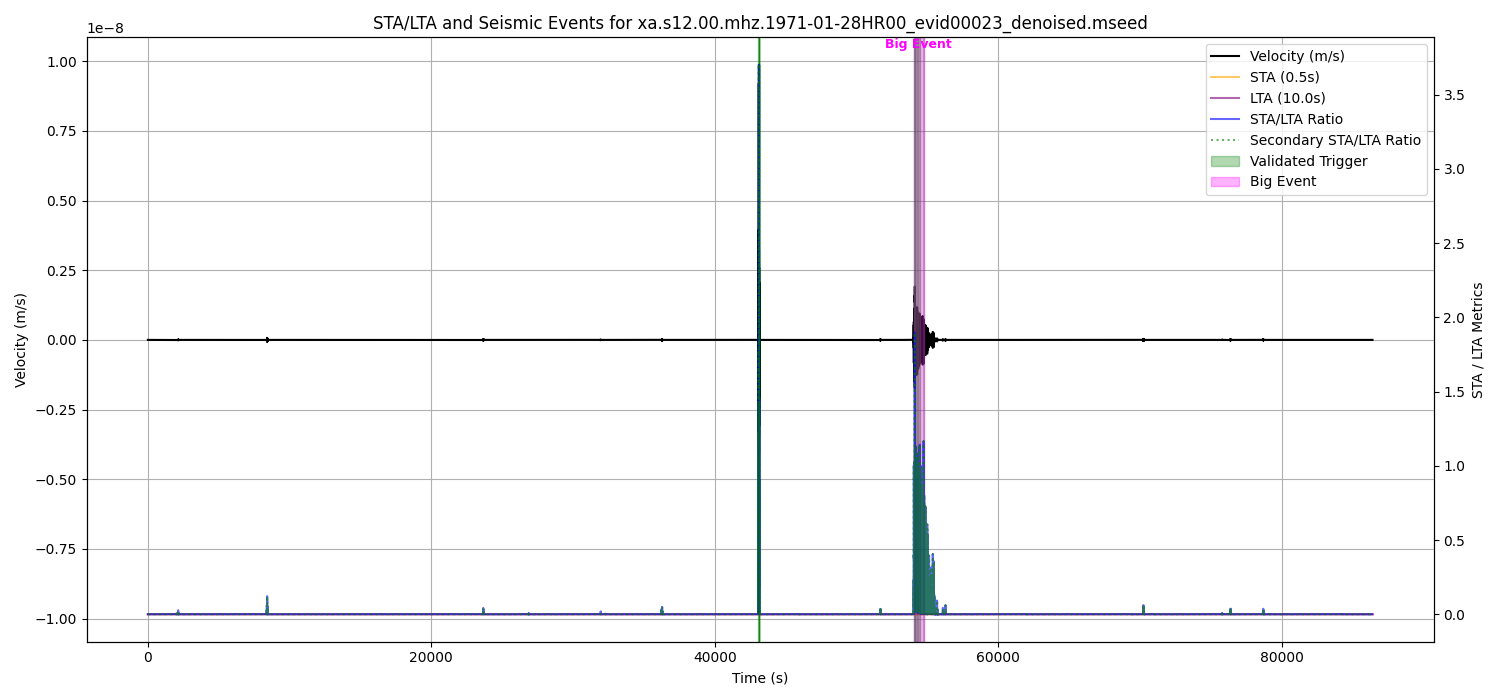 STA/LTA and Seismic Events for xa.s12.00.mhz.1971-01-28HR00_evid00023_denoised.mseed
1e−8
Big Event
Velocity (m/s)
STA (0.5s)
LTA (10.0s)
STA/LTA Ratio
Secondary STA/LTA Ratio
Validated Trigger
Big Event
1.00
0.75
0.50
0.25
0.00
−0.25
−0.50
−0.75
−1.00
Velocity (m/s)
3.5
3.0
2.5
2.0
1.5
1.0
0.5
0.0
STA / LTA Metrics
0
20000
40000
60000
80000
Time (s)